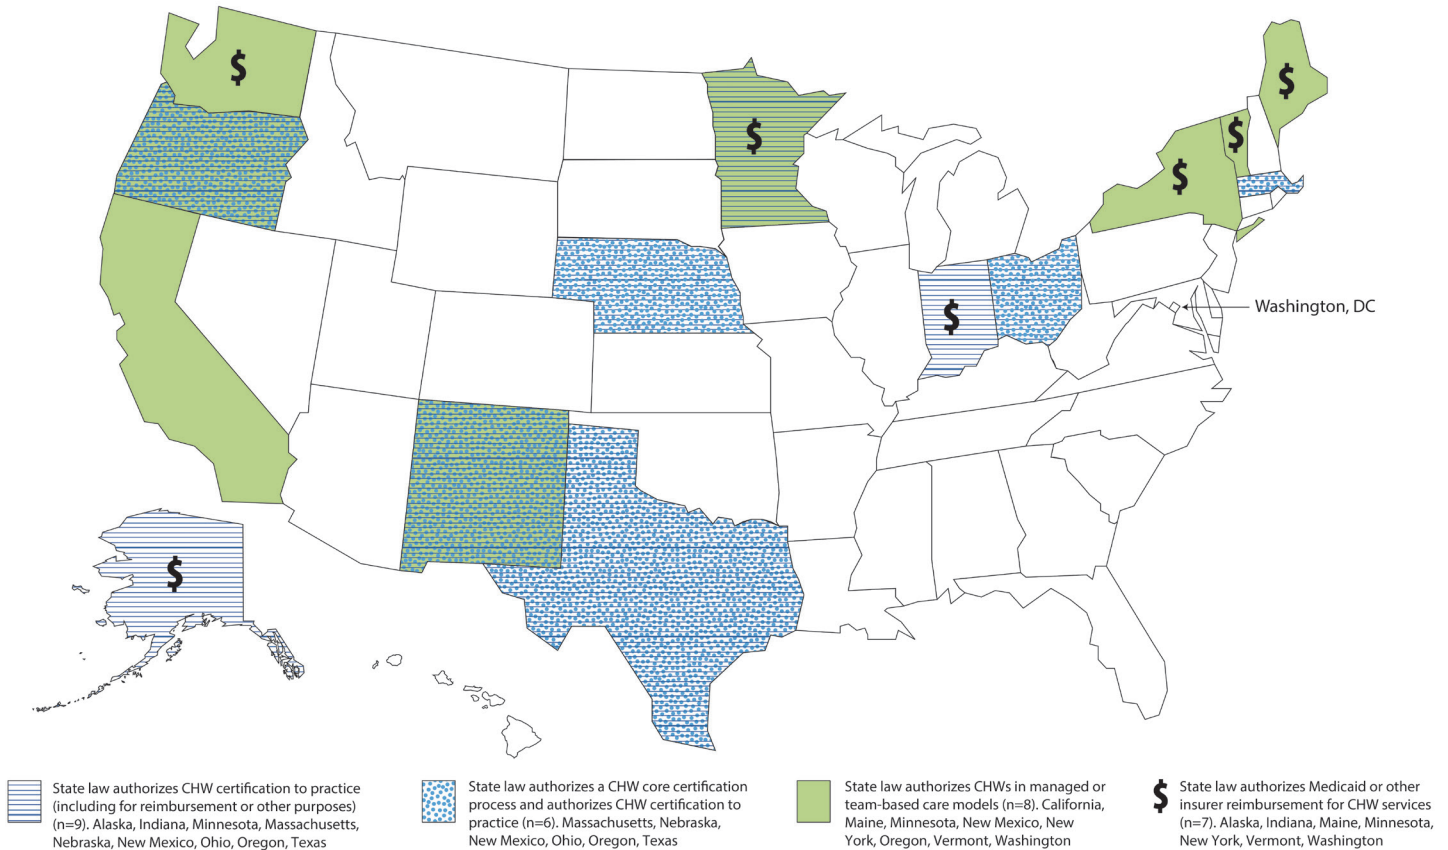 $
$
$
$
$
Washington, DC
$
$
State law authorizes CHW certification to practice
(including for reimbursement or other purposes)
(n=9). Alaska, Indiana, Minnesota, Massachusetts,
Nebraska, New Mexico, Ohio, Oregon, Texas
State law authorizes a CHW core certification
process and authorizes CHW certification to
practice (n=6). Massachusetts, Nebraska,
New Mexico, Ohio, Oregon, Texas
State law authorizes CHWs in managed or
team-based care models (n=8). California,
Maine, Minnesota, New Mexico, New
York, Oregon, Vermont, Washington
$
State law authorizes Medicaid or other
insurer reimbursement for CHW services
(n=7). Alaska, Indiana, Maine, Minnesota,
New York, Vermont, Washington